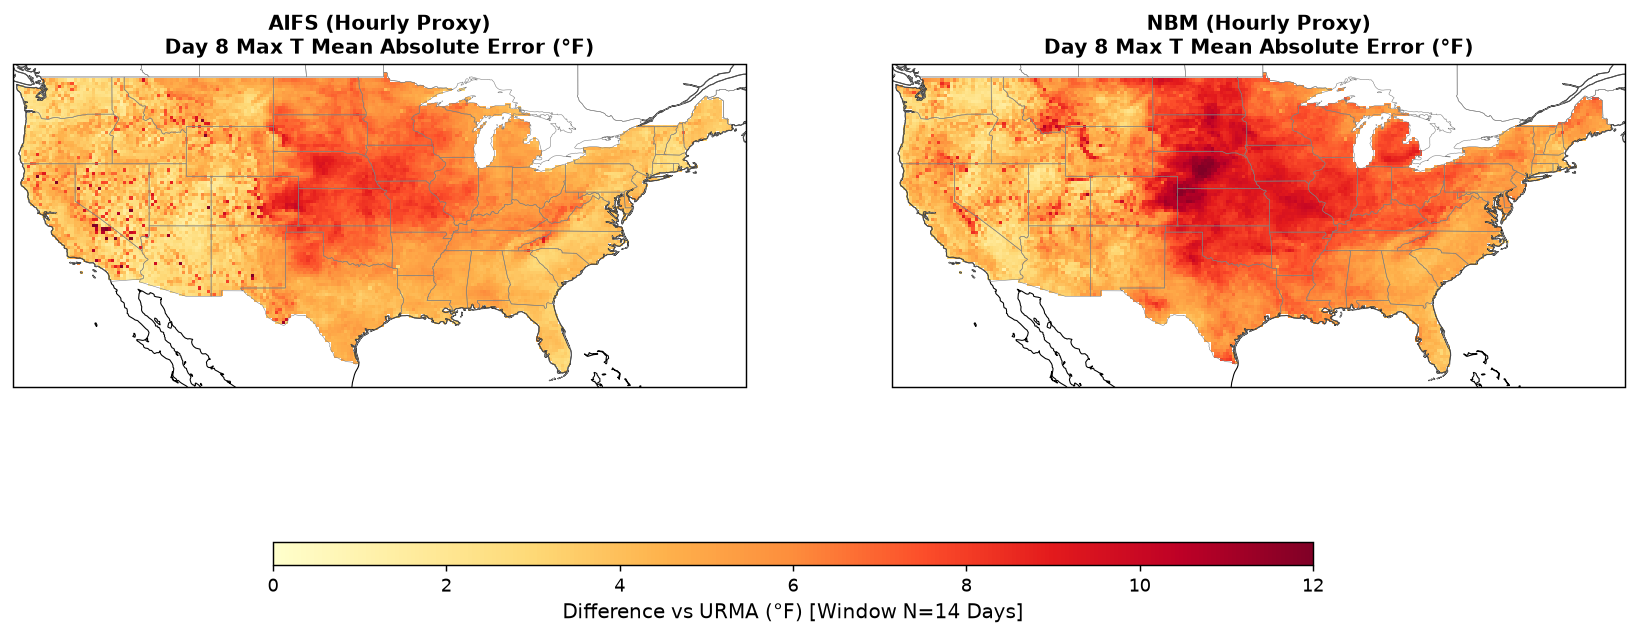 AIFS (Hourly Proxy)
Day 8 Max T Mean Absolute Error (°F)
NBM (Hourly Proxy)
Day 8 Max T Mean Absolute Error (°F)
0 2 4 6 8 10 12
Difference vs URMA (°F) [Window N=14 Days]